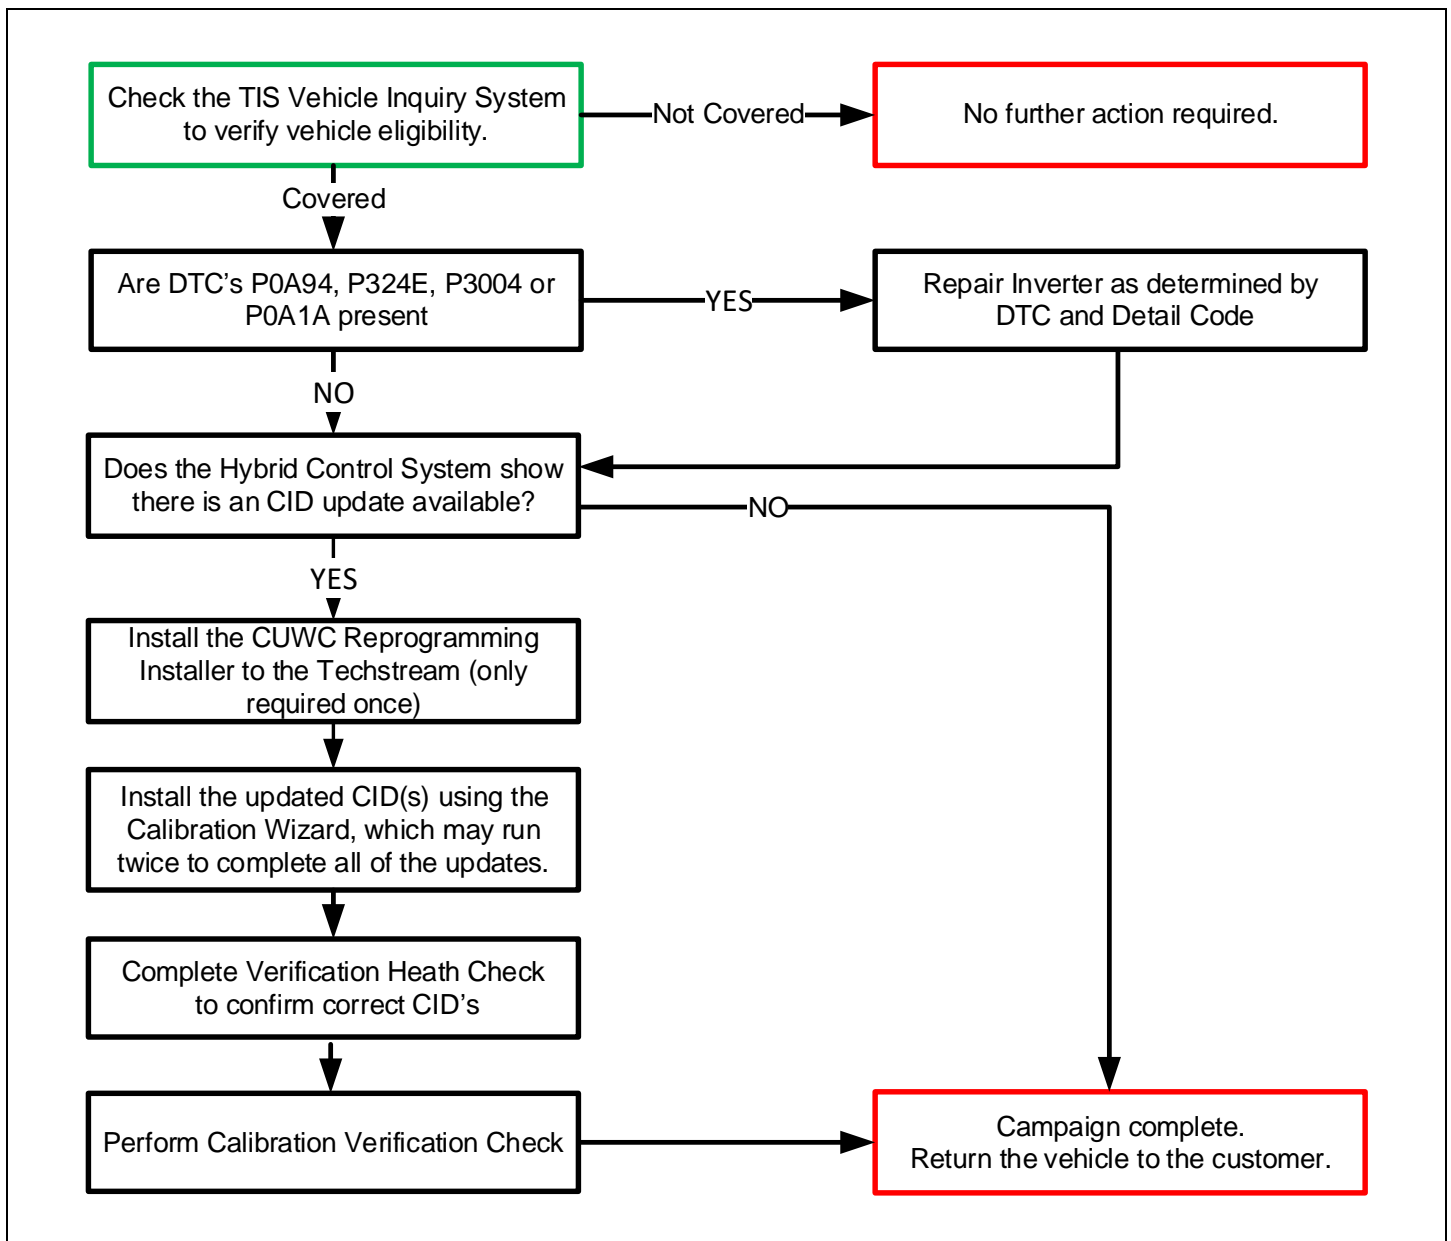 Check the TIS Vehicle Inquiry System
to verify vehicle eligibility.
Not Covered
No further action required.
Covered
Are DTC's P0A94, P324E, P3004 or
P0A1A present
YES
Repair Inverter as determined by
DTC and Detail Code
NO
Does the Hybrid Control System show
there is an CID update available?
NO
YES
Install the CUWC Reprogramming
Installer to the Techstream (only
required once)
Install the updated CID(s) using the
Calibration Wizard, which may run
twice to complete all of the updates.
Complete Verification Heath Check
to confirm correct CID's
Perform Calibration Verification Check
Campaign complete.
Return the vehicle to the customer.